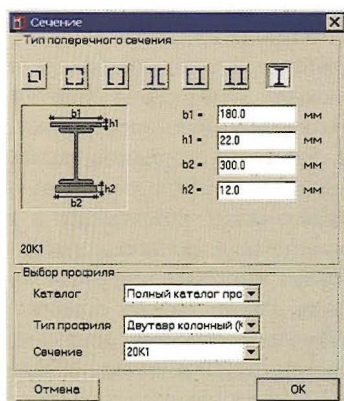 Сечение
Тип поперечного сечения
b1
h1
h2
b2
b1 = 180.0 мм
h1 = 22.0 мм
b2 = 300.0 мм
h2 = 12.0 мм
20К1
Выбор профиля
Каталог Полный каталог про
Тип профиля Двутавр колонный (К
Сечение 20К1
Отмена OK